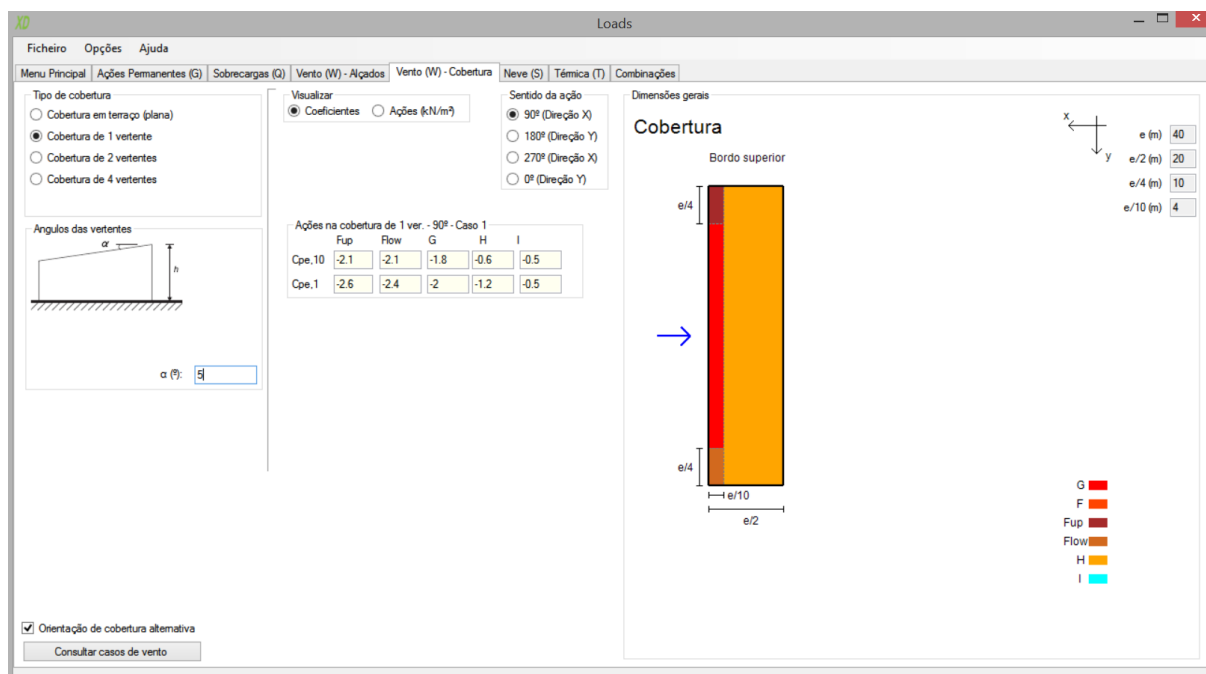 XD Loads
Ficheiro Opções Ajuda
Menu Principal Ações Permanentes (G) Sobrecargas (Q) Vento (W) - Alçados Vento (W) - Cobertura Neve (S) Térmica (T) Combinações
Tipo de cobertura
Cobertura em terraço (plana)
Cobertura de 1 vertente
Cobertura de 2 vertentes
Cobertura de 4 vertentes
Angulos das vertentes
α
h
α (º): 5
Orientação de cobertura alternativa
Consultar casos de vento
Visualizar
Coeficientes Ações (kN/m²)
Sentido da ação
90º (Direção X)
180º (Direção Y)
270º (Direção X)
0º (Direção Y)
Ações na cobertura de 1 ver. - 90º - Caso 1
Fup Flow G H I
Cpe,10 -2.1 -2.1 -1.8 -0.6 -0.5
Cpe,1 -2.6 -2.4 -2 -1.2 -0.5
Dimensões gerais
Cobertura
Bordo superior
e/4
e/4
e/10
e/2
x
y
e (m) 40
e/2 (m) 20
e/4 (m) 10
e/10 (m) 4
G
F
Fup
Flow
H
I